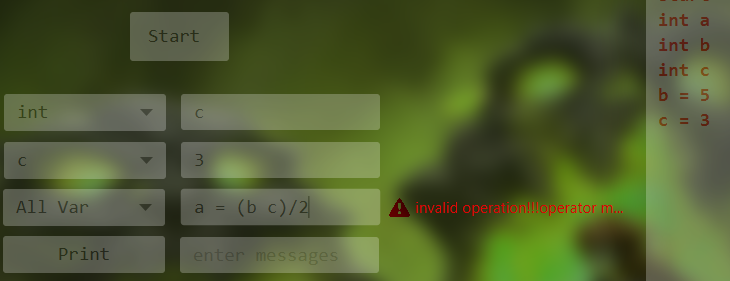 Start
int
c
c
3
All Var
a = (b c)/2
invalid operation!!!operator m...
Print
enter messages
int a
int b
int c
b = 5
c = 3